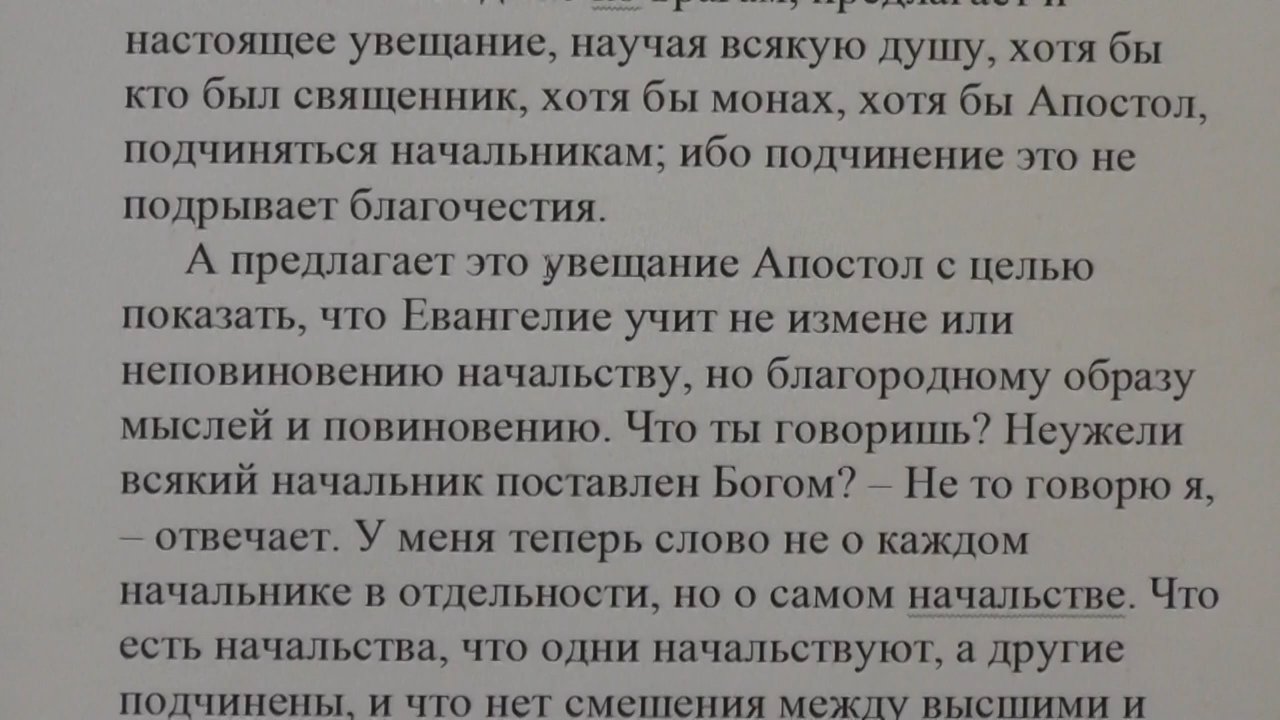 врагам, предлагает и
настоящее увещание, научая всякую душу, хотя бы
кто был священник, хотя бы монах, хотя бы Апостол,
подчиняться начальникам; ибо подчинение это не
подрывает благочестия.
А предлагает это увещание Апостол с целью
показать, что Евангелие учит не измене или
неповиновению начальству, но благородному образу
мыслей и повиновению. Что ты говоришь? Неужели
всякий начальник поставлен Богом? – Не то говорю я,
– отвечает. У меня теперь слово не о каждом
начальнике в отдельности, но о самом начальстве. Что
есть начальства, что одни начальствуют, а другие
подчинены, и что нет смешения между высшими и